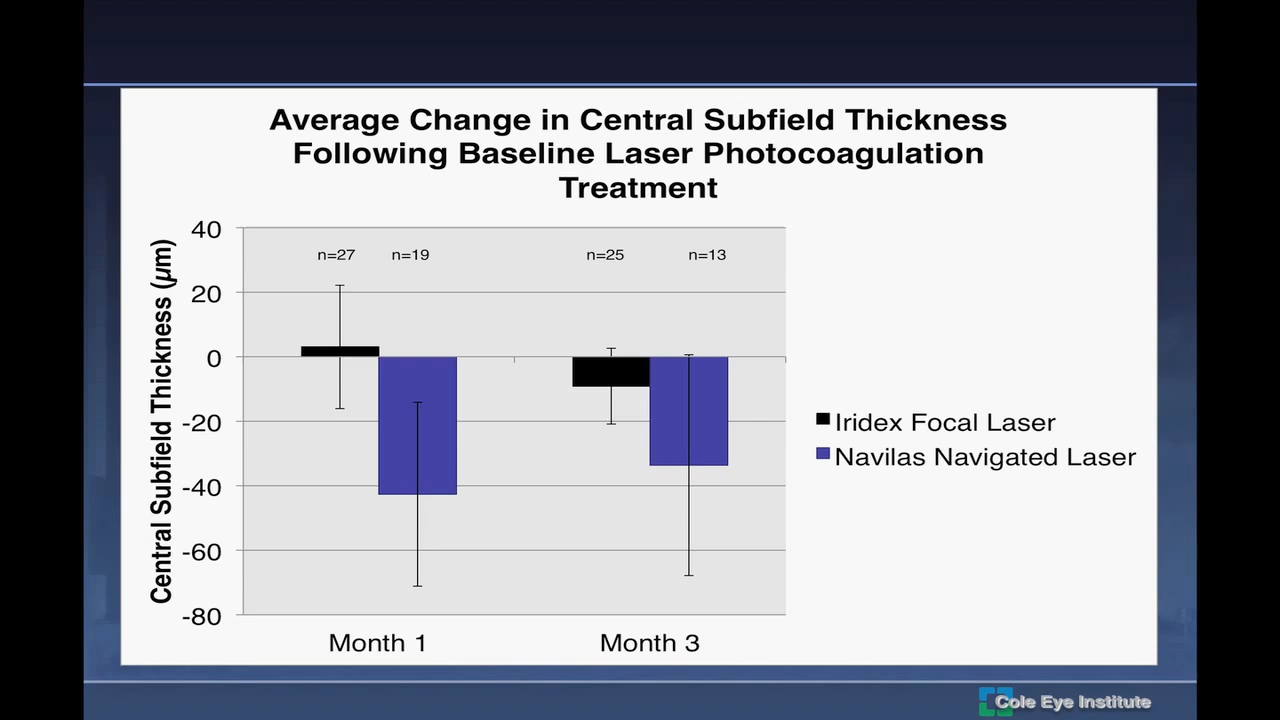 Average Change in Central Subfield Thickness
Following Baseline Laser Photocoagulation
Treatment
Central Subfield Thickness (µm)
40
20
0
-20
-40
-60
-80
n=27
n=19
n=25
n=13
Month 1
Month 3
Iridex Focal Laser
Navilas Navigated Laser
Cole Eye Institute